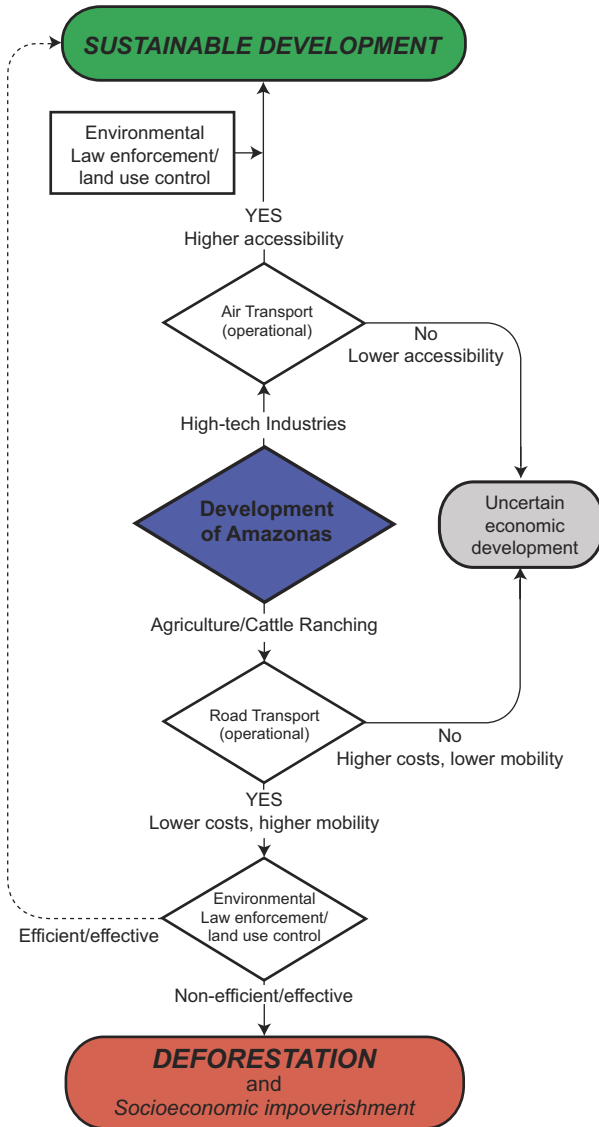 SUSTAINABLE DEVELOPMENT
Environmental
Law enforcement/
land use control
YES
Higher accessibility
Air Transport
(operational)
No
Lower accessibility
High-tech Industries
Development
of Amazonas
Uncertain
economic
development
Agriculture/Cattle Ranching
Road Transport
(operational)
No
Higher costs, lower mobility
YES
Lower costs, higher mobility
Environmental
Law enforcement/
land use control
Efficient/effective
Non-efficient/effective
DEFORESTATION
and
Socioeconomic impoverishment